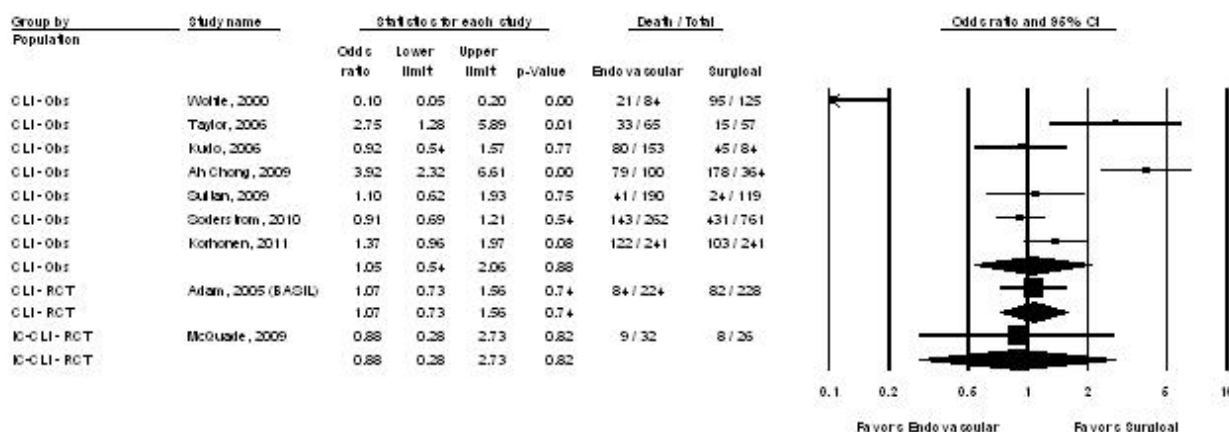 Group by Study name Statistics for each study Death / Total Odds ratio and 95% CI
Population
Odds Lower Upper
ratio limit limit p-Value Endovascular Surgical
CLI - Obs 0.10 0.05 0.20 0.00 21 / 84 95 / 125
CLI - Obs Taylor, 2006 2.75 1.28 5.89 0.01 33 / 65 15 / 57
CLI - Obs Kudo, 2006 0.92 0.54 1.57 0.77 80 / 153 45 / 84
CLI - Obs Ah Chong, 2009 3.92 2.32 6.61 0.00 79 / 100 178 / 364
CLI - Obs 2009 1.10 0.62 1.93 0.75 41 / 190 24 / 119
CLI - Obs Soderstrom, 2010 0.91 0.69 1.21 0.54 143 / 262 431 / 761
CLI - Obs Korhonen, 2011 1.37 0.96 1.97 0.08 122 / 241 103 / 241
CLI - Obs 1.05 0.54 2.06 0.88
CLI - RCT Adam, 2005 (BASIL) 1.07 0.73 1.56 0.74 84 / 224 82 / 228
CLI - RCT 1.07 0.73 1.56 0.74
IC-CLI - RCT McQuade, 2009 0.88 0.28 2.73 0.82 9 / 32 8 / 26
IC-CLI - RCT 0.88 0.28 2.73 0.82
0.1 0.2 0.5 1 2 5 10
Favors Endovascular Favors Surgical